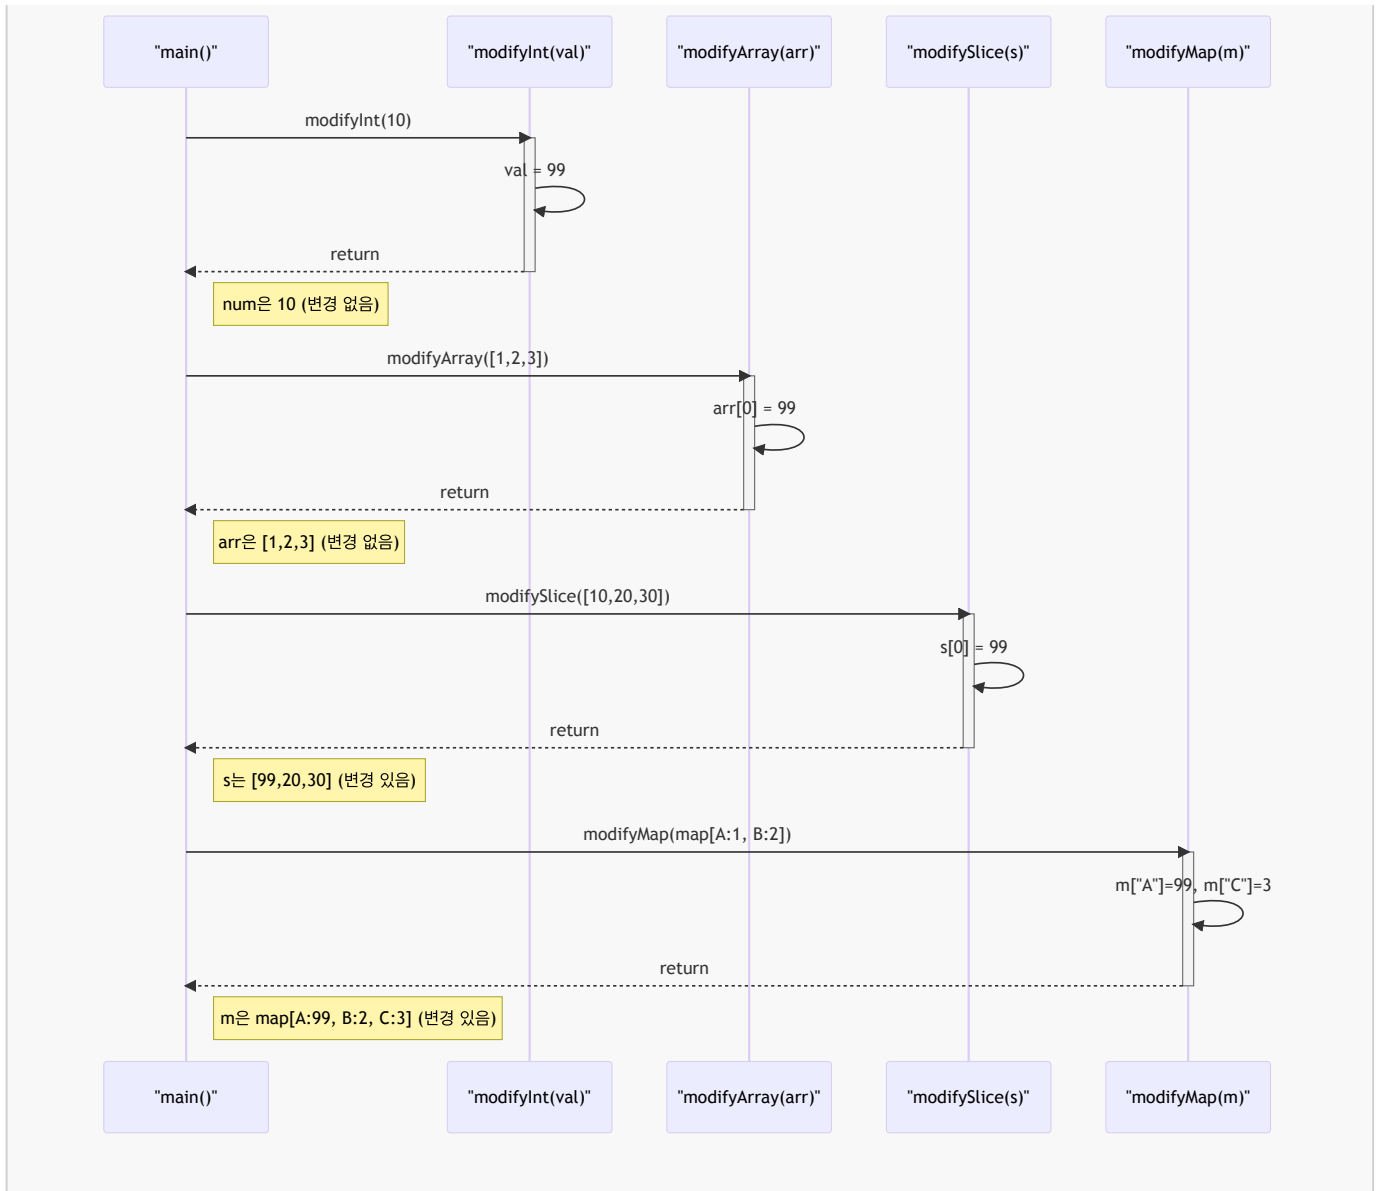 "main()"
"modifyInt(val)"
"modifyArray(arr)"
"modifySlice(s)"
"modifyMap(m)"
modifyInt(10)
val = 99
return
num은 10 (변경 없음)
modifyArray([1,2,3])
arr[0] = 99
return
arr은 [1,2,3] (변경 없음)
modifySlice([10,20,30])
s[0] = 99
return
s는 [99,20,30] (변경 있음)
modifyMap(map[A:1, B:2])
m["A"]=99, m["C"]=3
return
m은 map[A:99, B:2, C:3] (변경 있음)
"main()"
"modifyInt(val)"
"modifyArray(arr)"
"modifySlice(s)"
"modifyMap(m)"